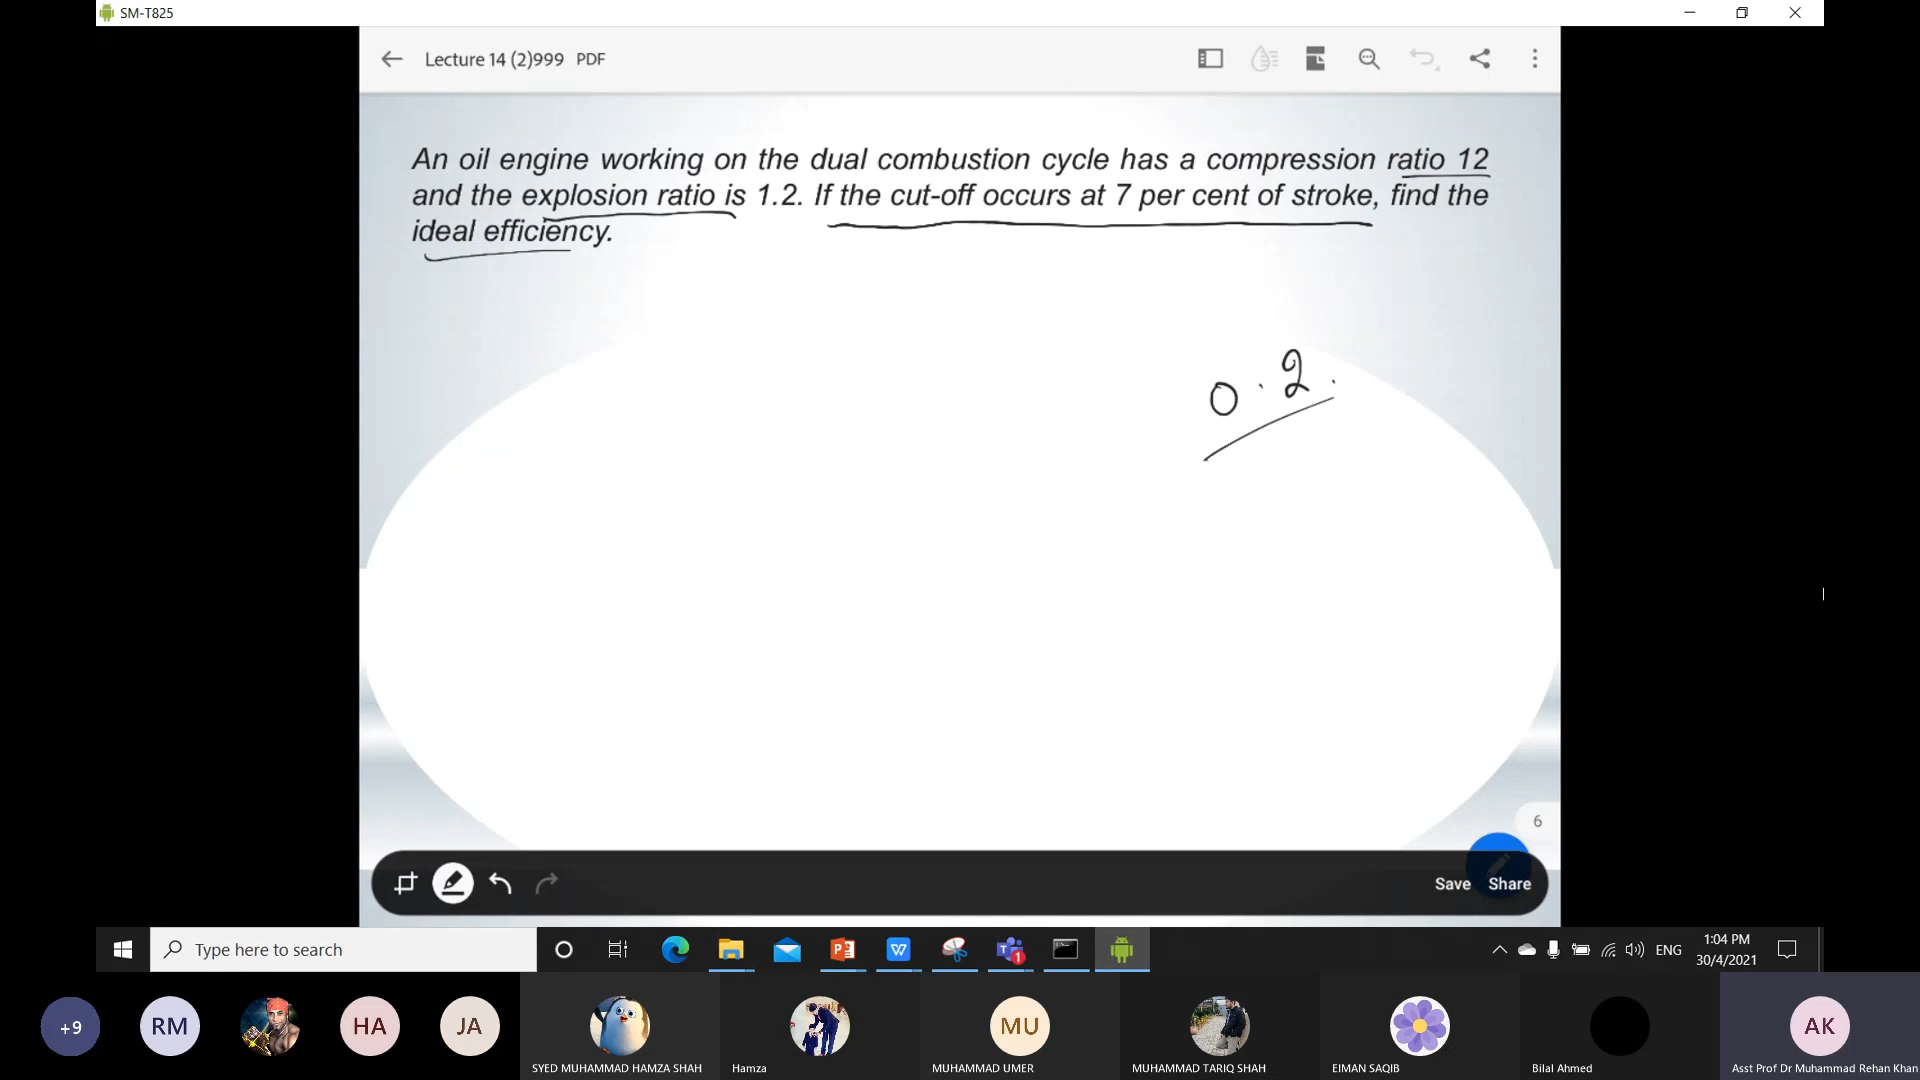 SM-T825
Lecture 14 (2)999 PDF
An oil engine working on the dual combustion cycle has a compression ratio 12
and the explosion ratio is 1.2. If the cut-off occurs at 7 per cent of stroke, find the
ideal efficiency.
0.2.
6
Save Share
Type here to search
W
1
ENG
1:04 PM
30/4/2021
+9
RM
HA
JA
MU
AK
SYED MUHAMMAD HAMZA SHAH
Hamza
MUHAMMAD UMER
MUHAMMAD TARIQ SHAH
EIMAN SAQIB
Bilal Ahmed
Asst Prof Dr Muhammad Rehan Khan